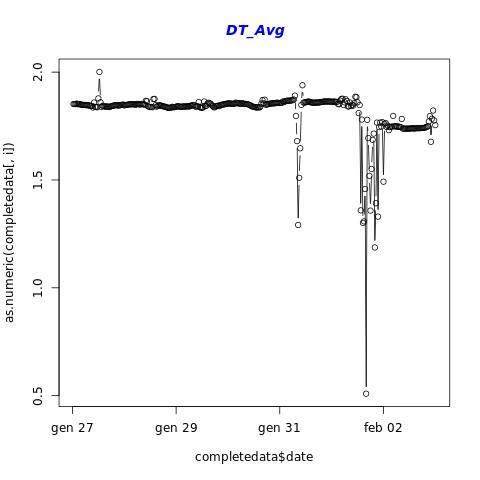 DT_Avg
as.numeric(completedata[, i])
2.0
1.5
1.0
0.5
gen 27 gen 29 gen 31 feb 02
completedata$date